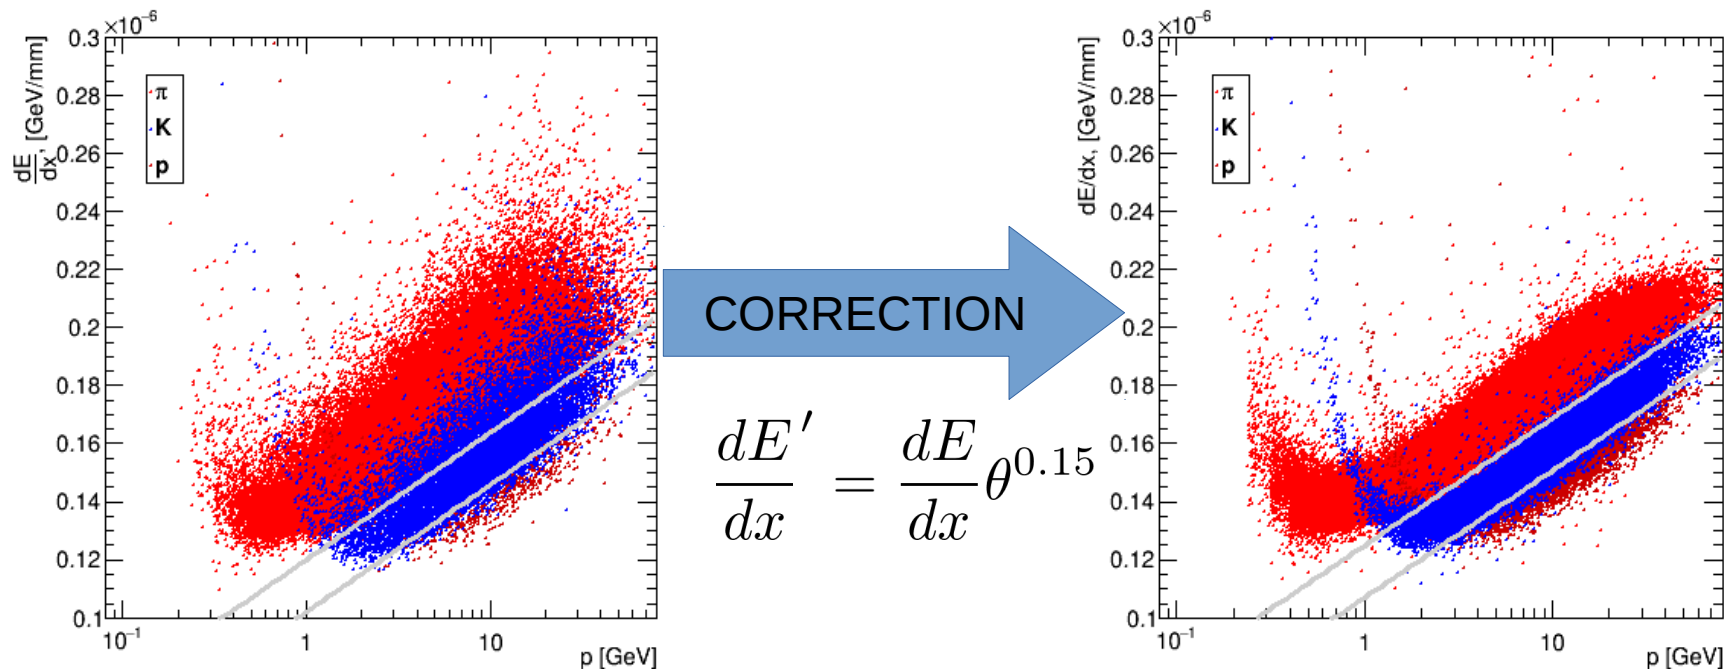 ×10⁻⁶
dE/dx, [GeV/mm]
0.3
0.28
0.26
0.24
0.22
0.2
0.18
0.16
0.14
0.12
0.1
π
K
p
10⁻¹
1
10
p [GeV]
CORRECTION
dE′/dx = dE/dx θ^0.15
×10⁻⁶
dE/dx, [GeV/mm]
0.3
0.28
0.26
0.24
0.22
0.2
0.18
0.16
0.14
0.12
0.1
π
K
p
10⁻¹
1
10
p [GeV]